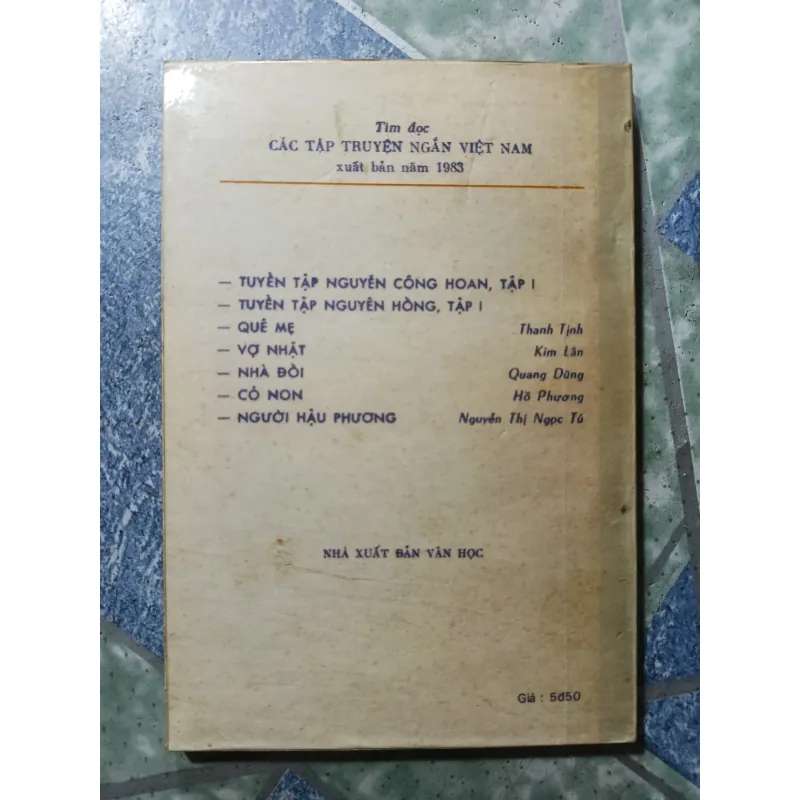 Tìm đọc
CÁC TẬP TRUYỆN NGẮN VIỆT NAM
xuất bản năm 1983
— TUYỂN TẬP NGUYỄN CÔNG HOAN, TẬP I
— TUYỂN TẬP NGUYÊN HỒNG, TẬP I
— QUÊ MẸ Thanh Tịnh
— VỢ NHẶT Kim Lân
— NHÀ ĐỒI Quang Dũng
— CỎ NON Hồ Phương
— NGƯỜI HẬU PHƯƠNG Nguyễn Thị Ngọc Tú
NHÀ XUẤT BẢN VĂN HỌC
Giá : 5đ50